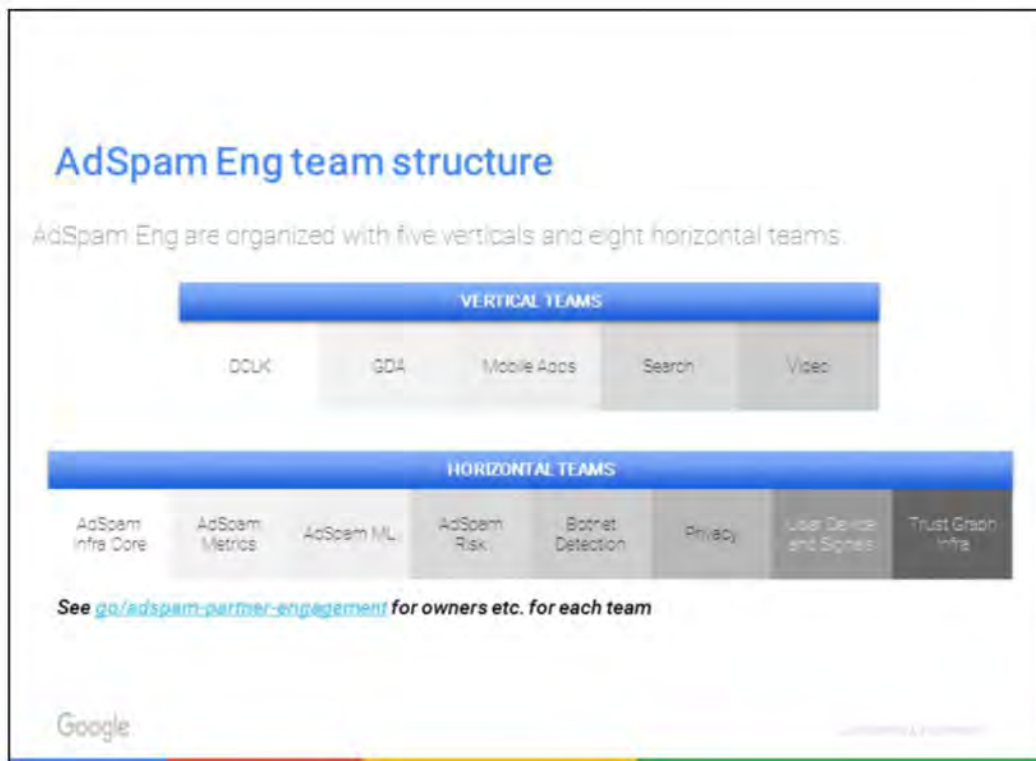 AdSpam Eng team structure
AdSpam Eng are organized with five verticals and eight horizontal teams.
VERTICAL TEAMS
DCLK GDA Mobile Apps Search Video
HORIZONTAL TEAMS
AdSpam AdSpam AdSpam ML AdSpam Botnet Privacy User Device Trust Graph
Infra Core Metrics Risk Detection and Signals Infra
See go/adspam-partner-engagement for owners etc. for each team
Google